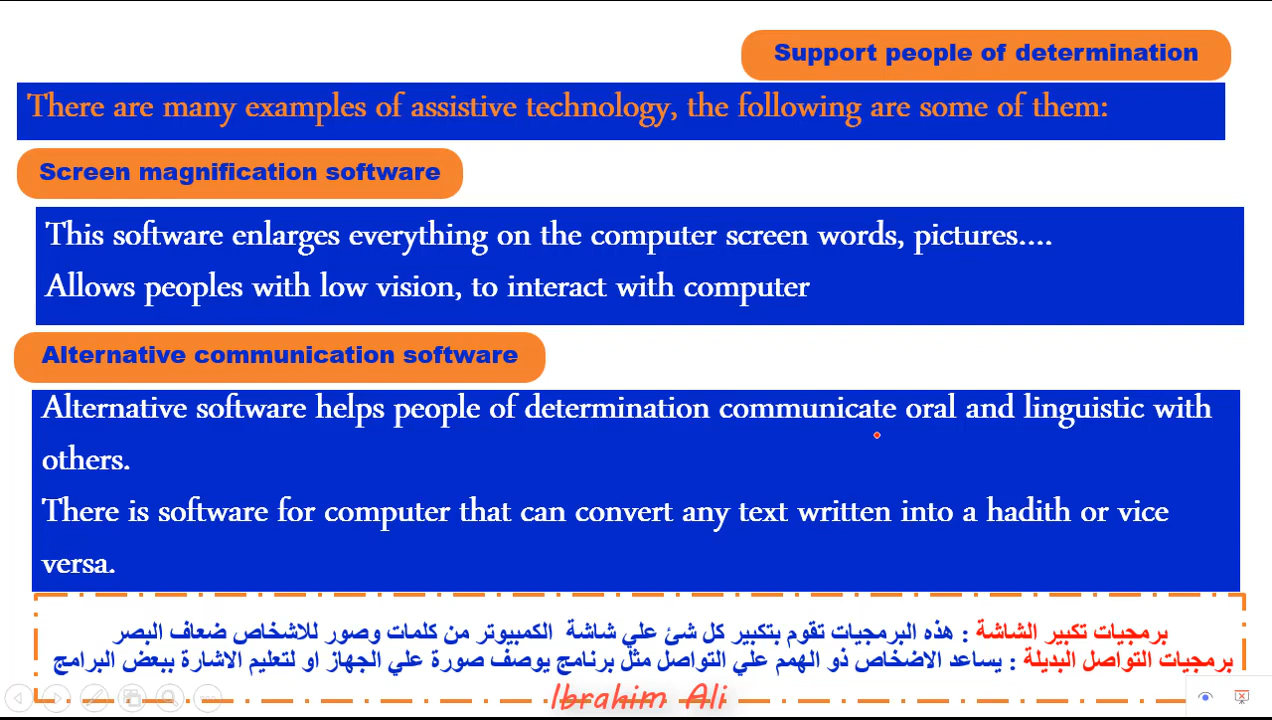 Support people of determination
There are many examples of assistive technology, the following are some of them:
Screen magnification software
This software enlarges everything on the computer screen words, pictures....
Allows peoples with low vision, to interact with computer
Alternative communication software
Alternative software helps people of determination communicate oral and linguistic with
others.
There is software for computer that can convert any text written into a hadith or vice
versa.
برمجيات تكبير الشاشة : هذه البرمجيات تقوم بتكبير كل شئ علي شاشة الكمبيوتر من كلمات وصور للاشخاص ضعاف البصر
برمجيات التواصل البديلة : يساعد الاضخاص ذو الهمم علي التواصل مثل برنامج يوصف صورة علي الجهاز او لتعليم الاشارة ببعض البرامج
Ibrahim Ali